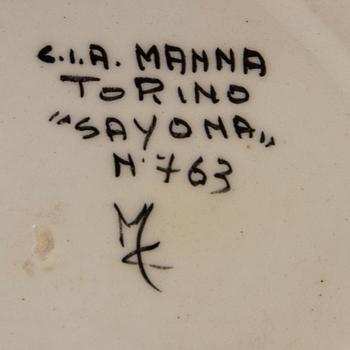 C.I.A. MANNA
TORINO
"SAYONA"
N. 763